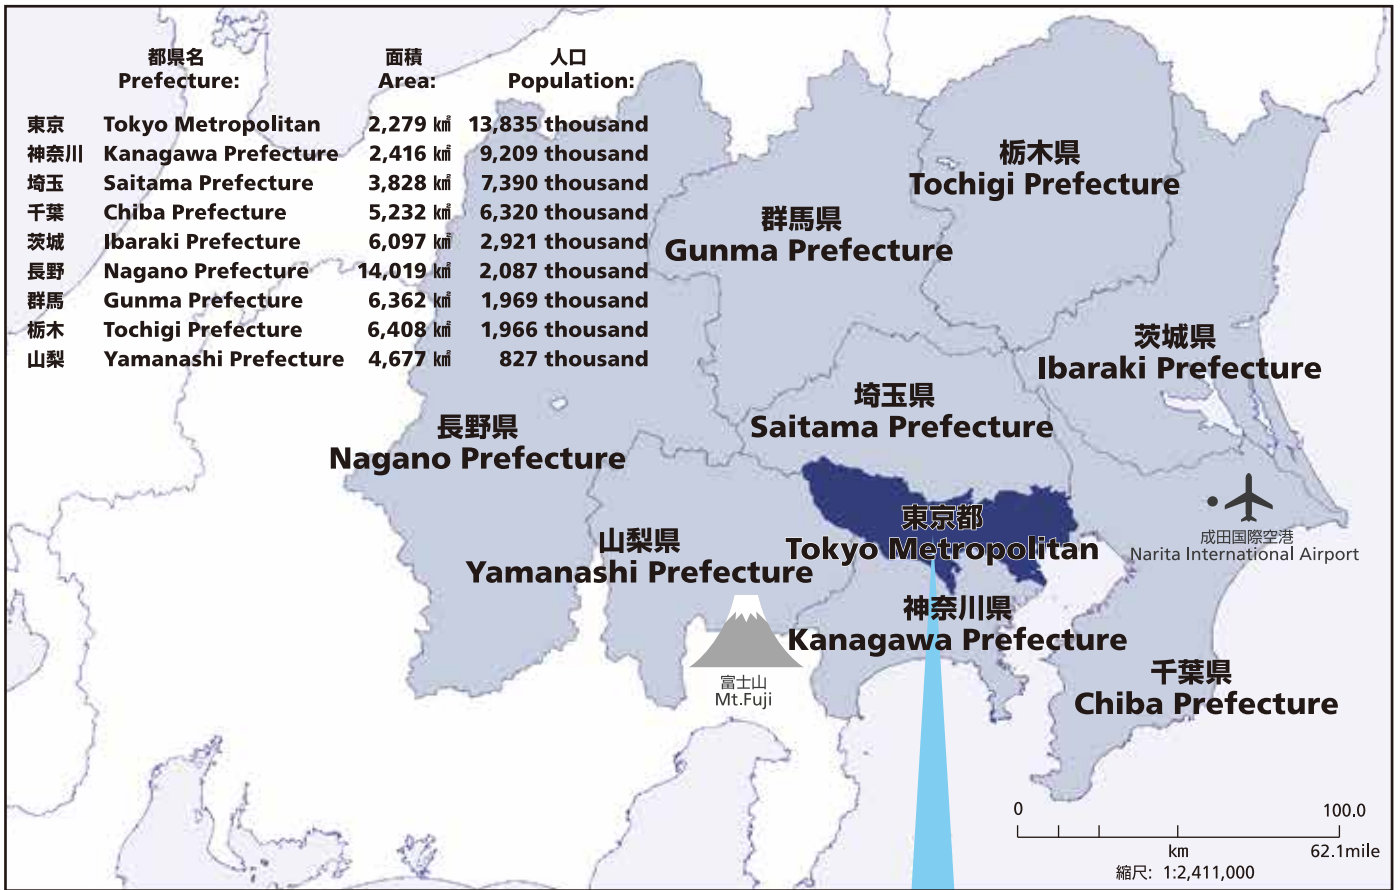 都県名 面積 人口
Prefecture: Area: Population:
東京 Tokyo Metropolitan 2,279 ㎢ 13,835 thousand
神奈川 Kanagawa Prefecture 2,416 ㎢ 9,209 thousand
埼玉 Saitama Prefecture 3,828 ㎢ 7,390 thousand
千葉 Chiba Prefecture 5,232 ㎢ 6,320 thousand
茨城 Ibaraki Prefecture 6,097 ㎢ 2,921 thousand
長野 Nagano Prefecture 14,019 ㎢ 2,087 thousand
群馬 Gunma Prefecture 6,362 ㎢ 1,969 thousand
栃木 Tochigi Prefecture 6,408 ㎢ 1,966 thousand
山梨 Yamanashi Prefecture 4,677 ㎢ 827 thousand
栃木県
Tochigi Prefecture
群馬県
Gunma Prefecture
茨城県
Ibaraki Prefecture
埼玉県
Saitama Prefecture
長野県
Nagano Prefecture
東京都
Tokyo Metropolitan
成田国際空港
Narita International Airport
山梨県
Yamanashi Prefecture
神奈川県
Kanagawa Prefecture
富士山
Mt.Fuji
千葉県
Chiba Prefecture
0 100.0
km 62.1mile
縮尺: 1:2,411,000